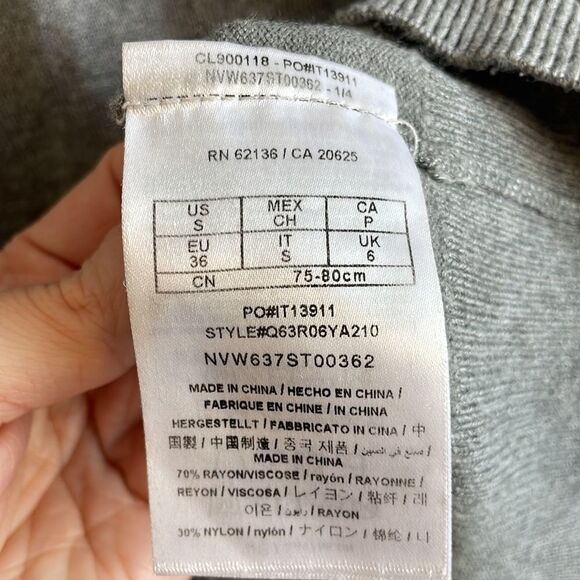 CL900118 - PO#IT13911
NVW637ST00362 - 1/4
RN 62136 / CA 20625
US MEX CA
S CH P
EU IT UK
36 S 6
CN 75-80cm
PO#IT13911
STYLE#Q63R06YA210
NVW637ST00362
MADE IN CHINA / HECHO EN CHINA /
FABRIQUE EN CHINE / IN CHINA
HERGESTELLT / FABBRICATO IN CINA / 中
国製 / 中国制造 / 중국 제품 / صنع في الصين /
MADE IN CHINA
70% RAYON/VISCOSE / rayón / RAYONNE /
REYON / VISCOSA / レイヨン / 粘纤 / 레
이온 / رايون / RAYON
30% NYLON / nylón / ナイロン / 锦纶 / 나